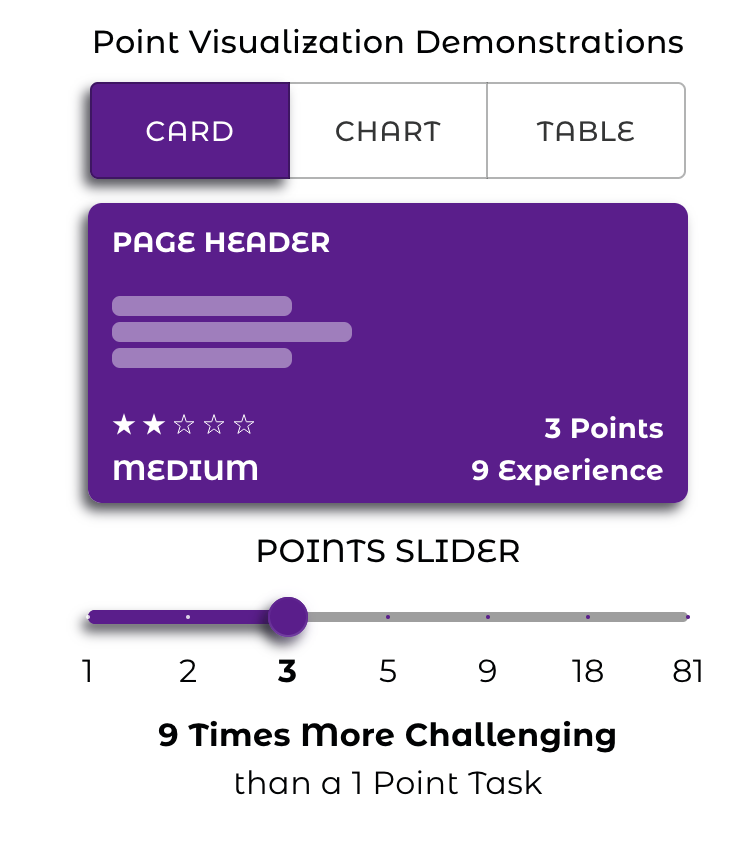 Point Visualization Demonstrations
CARD CHART TABLE
PAGE HEADER
3 Points
MEDIUM
9 Experience
POINTS SLIDER
1 2 3 5 9 18 81
9 Times More Challenging
than a 1 Point Task